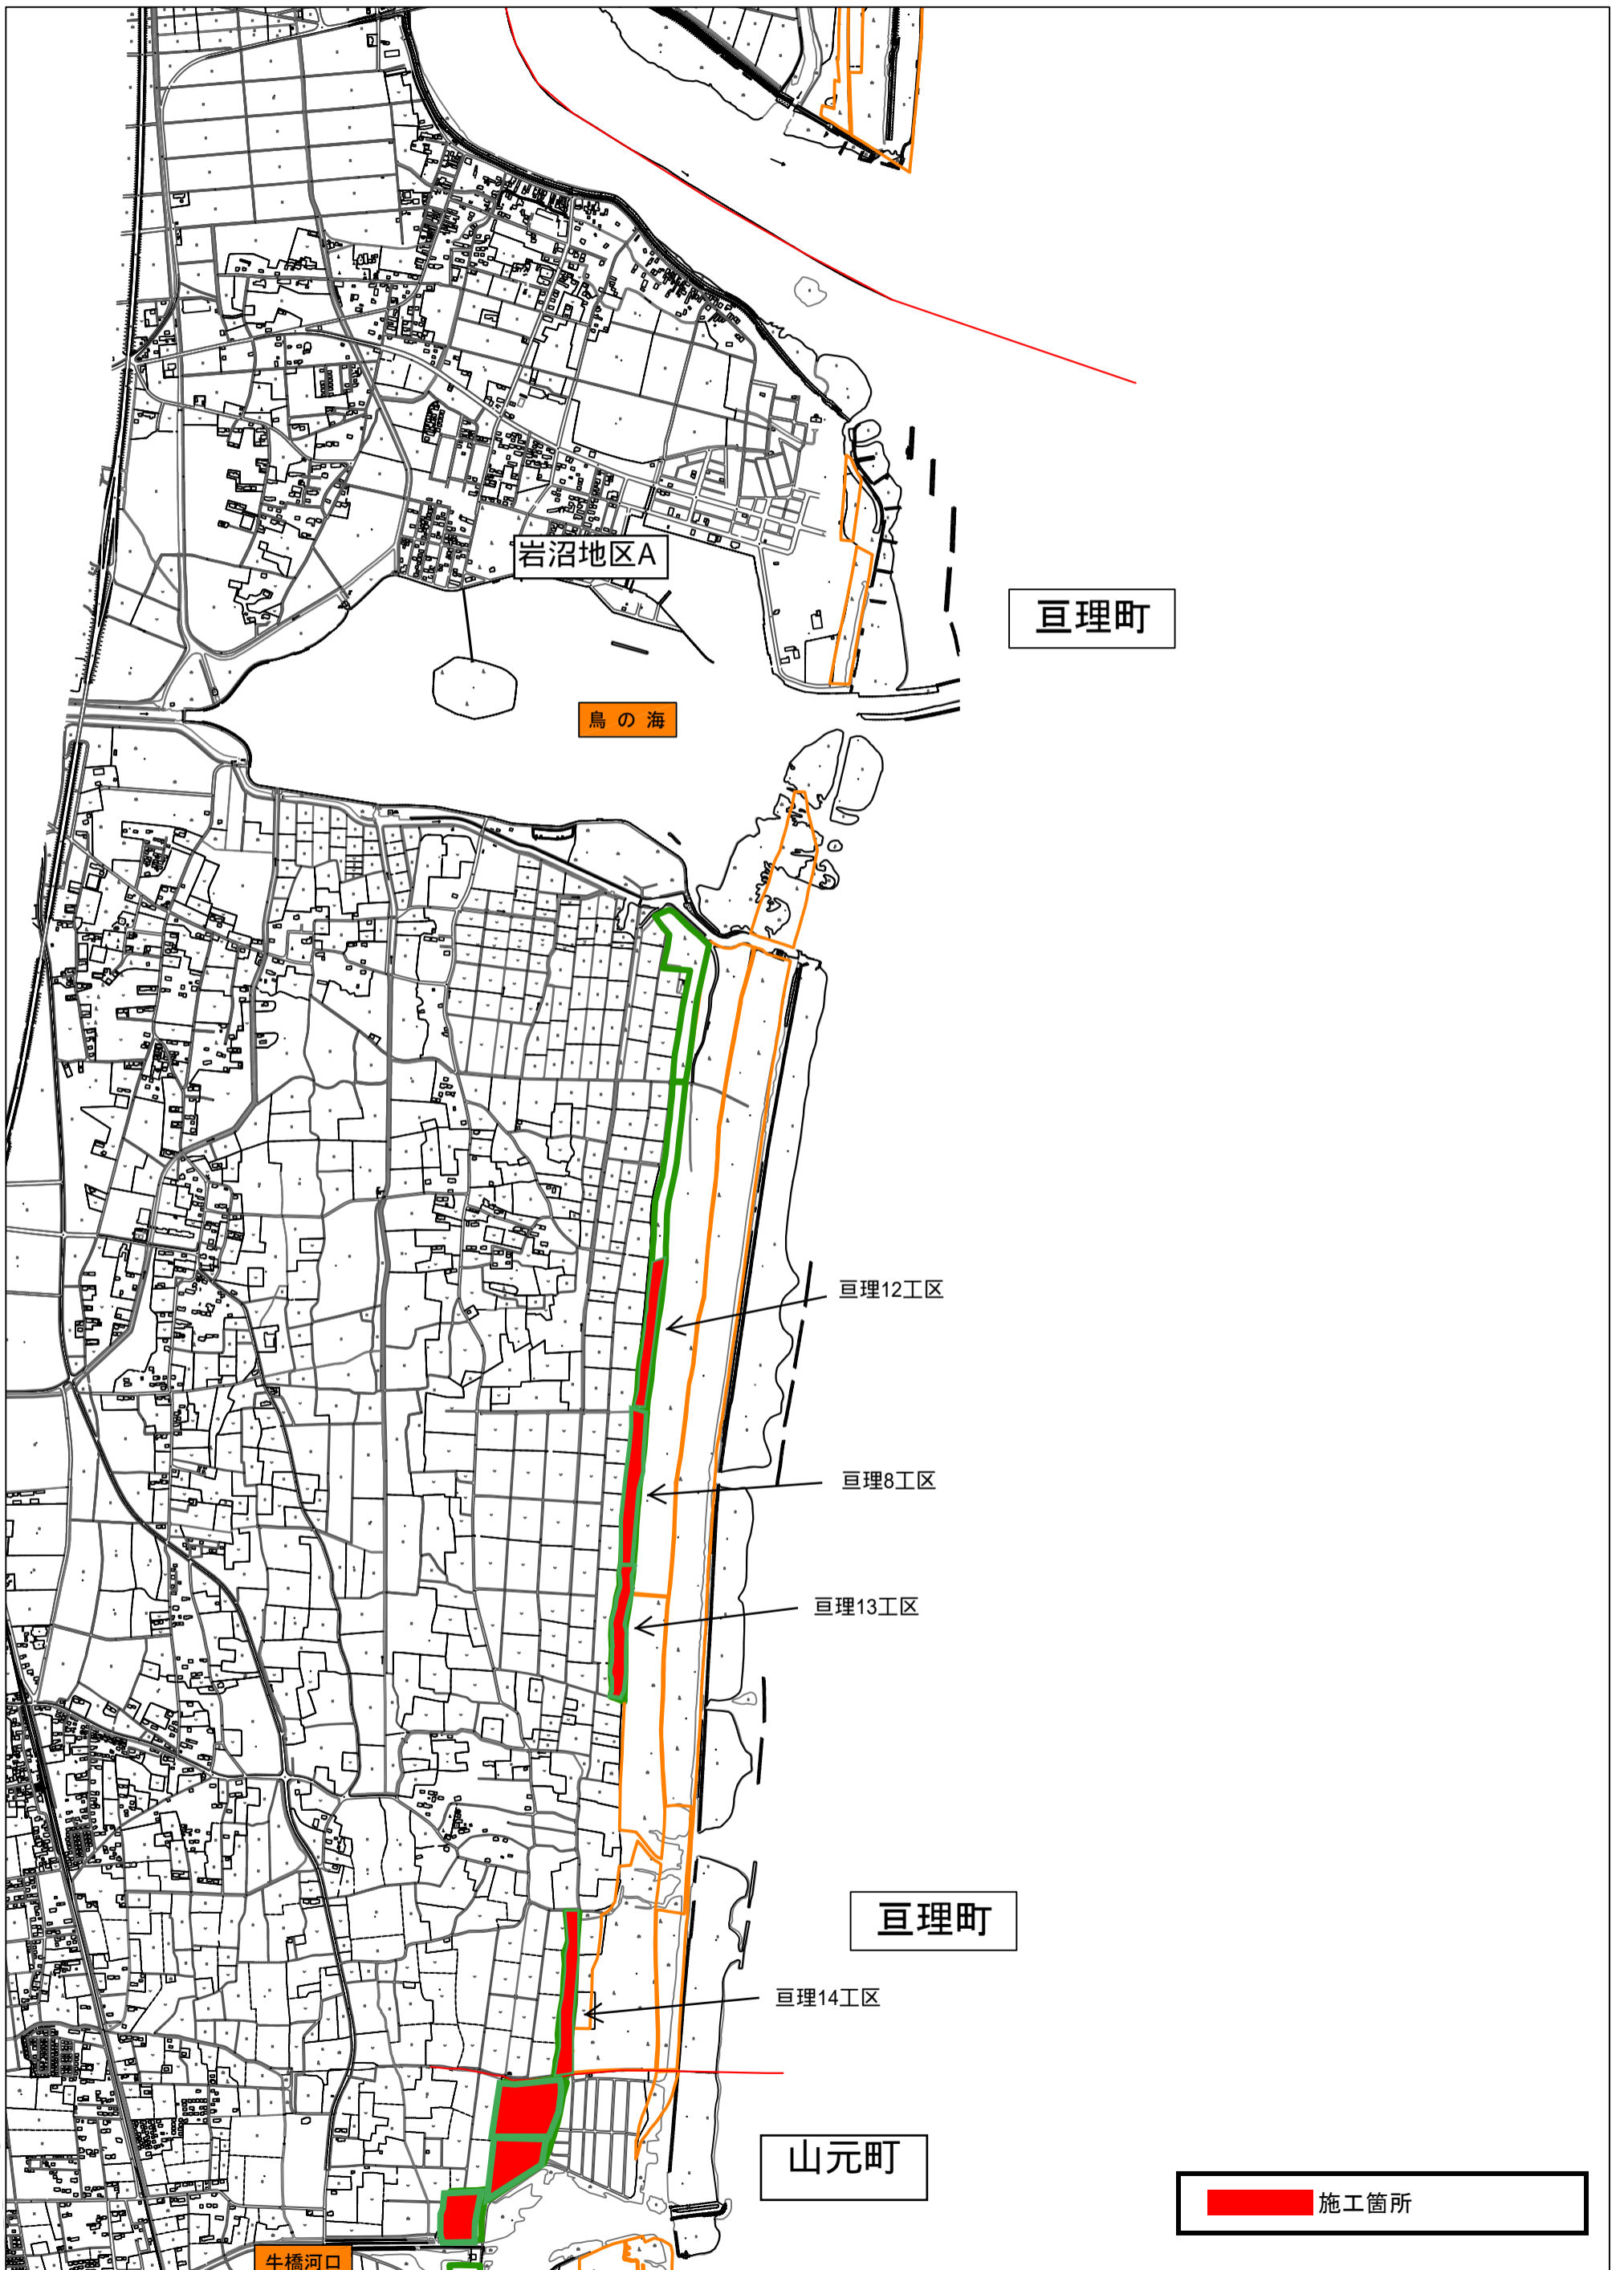 岩沼地区A
亘理町
鳥の海
亘理12工区
亘理8工区
亘理13工区
亘理町
亘理14工区
山元町
施工箇所
牛橋河口